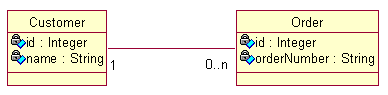 Customer
id : Integer
name : String
1
0..n
Order
id : Integer
orderNumber : String